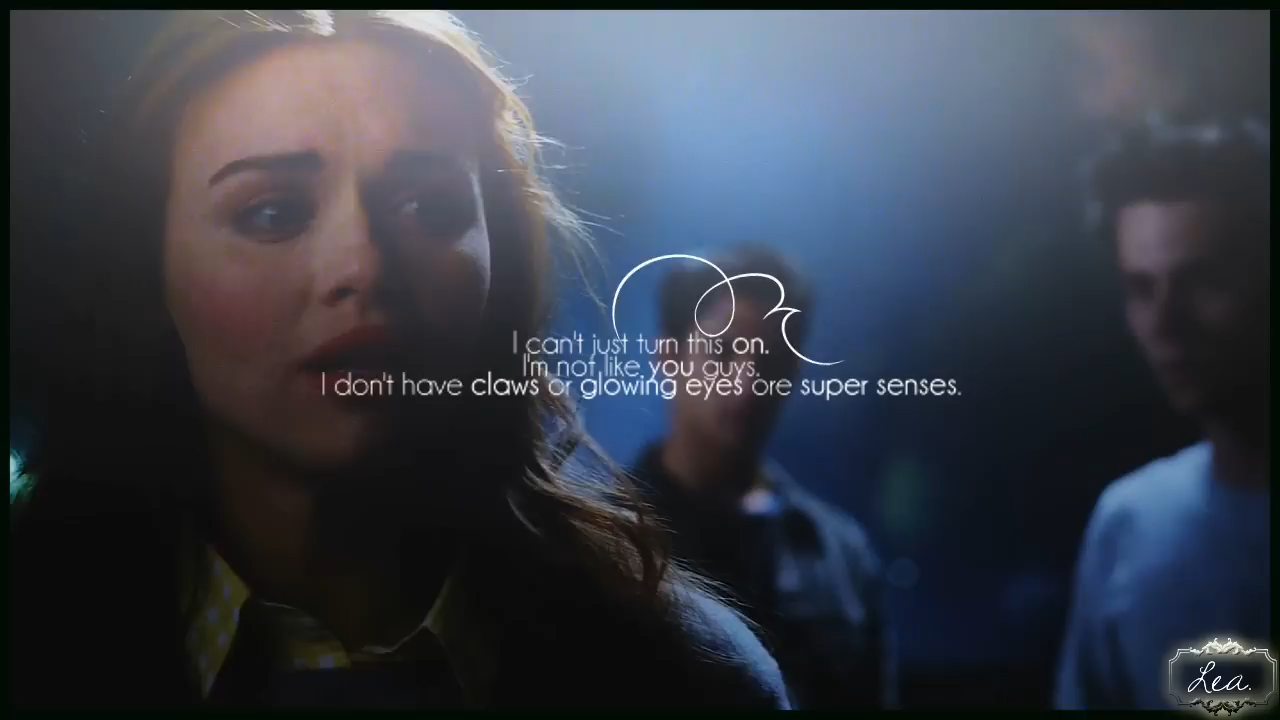 I can't just turn this on.
I'm not like you guys.
I don't have claws or glowing eyes ore super senses.
Lea.